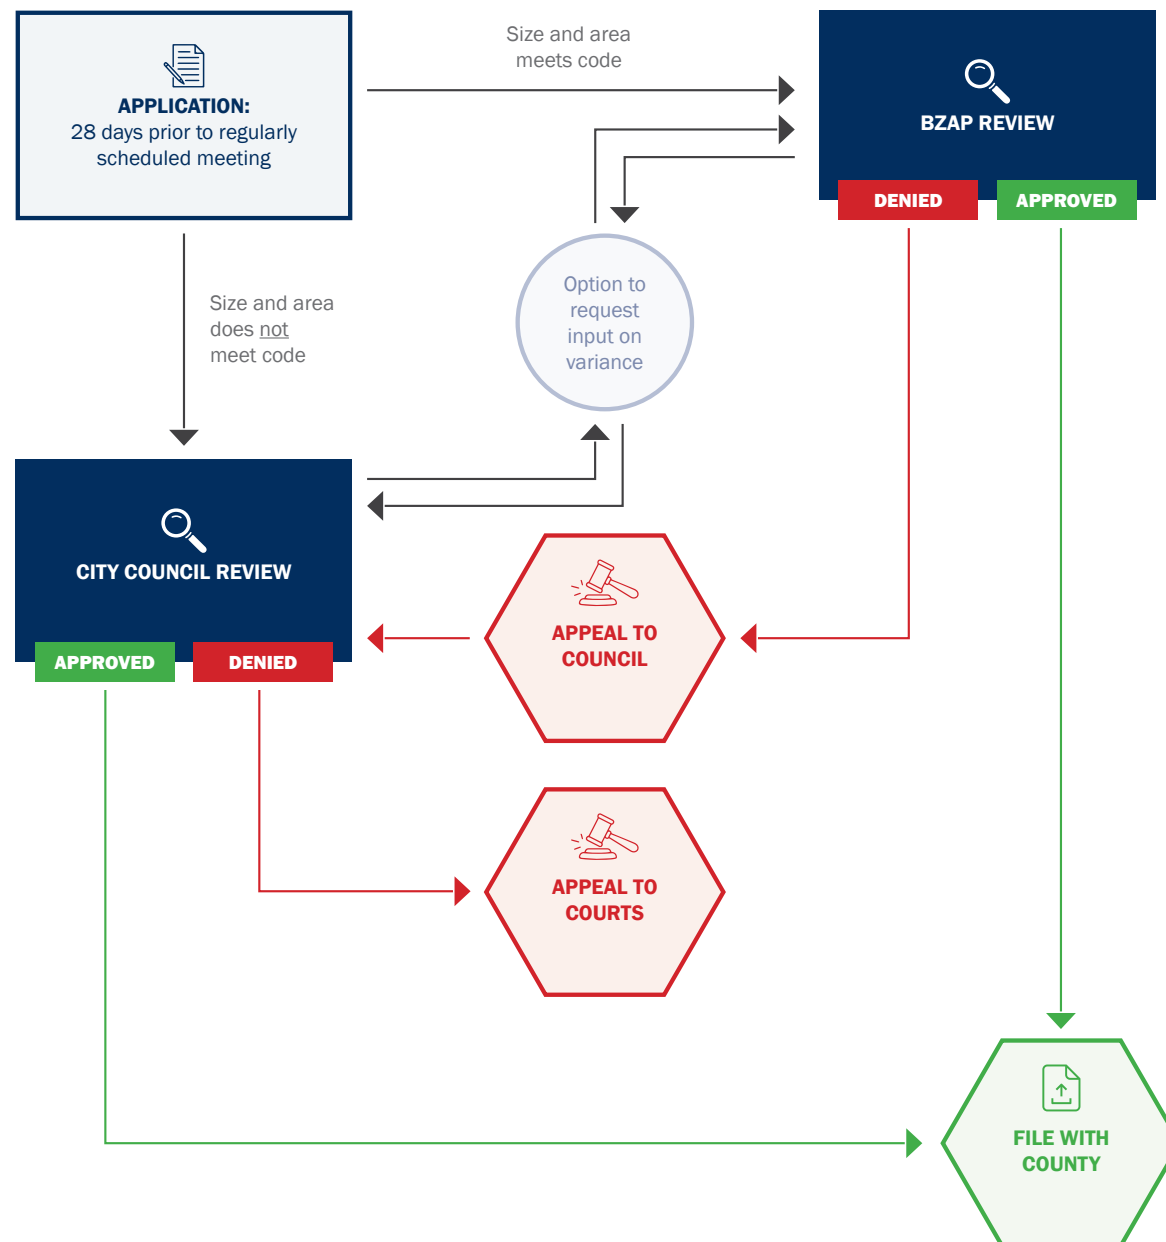 Size and area
meets code
APPLICATION:
28 days prior to regularly
scheduled meeting
BZAP REVIEW
DENIED
APPROVED
Size and area
does not
meet code
Option to
request
input on
variance
CITY COUNCIL REVIEW
APPROVED
DENIED
APPEAL TO
COUNCIL
APPEAL TO
COURTS
FILE WITH
COUNTY